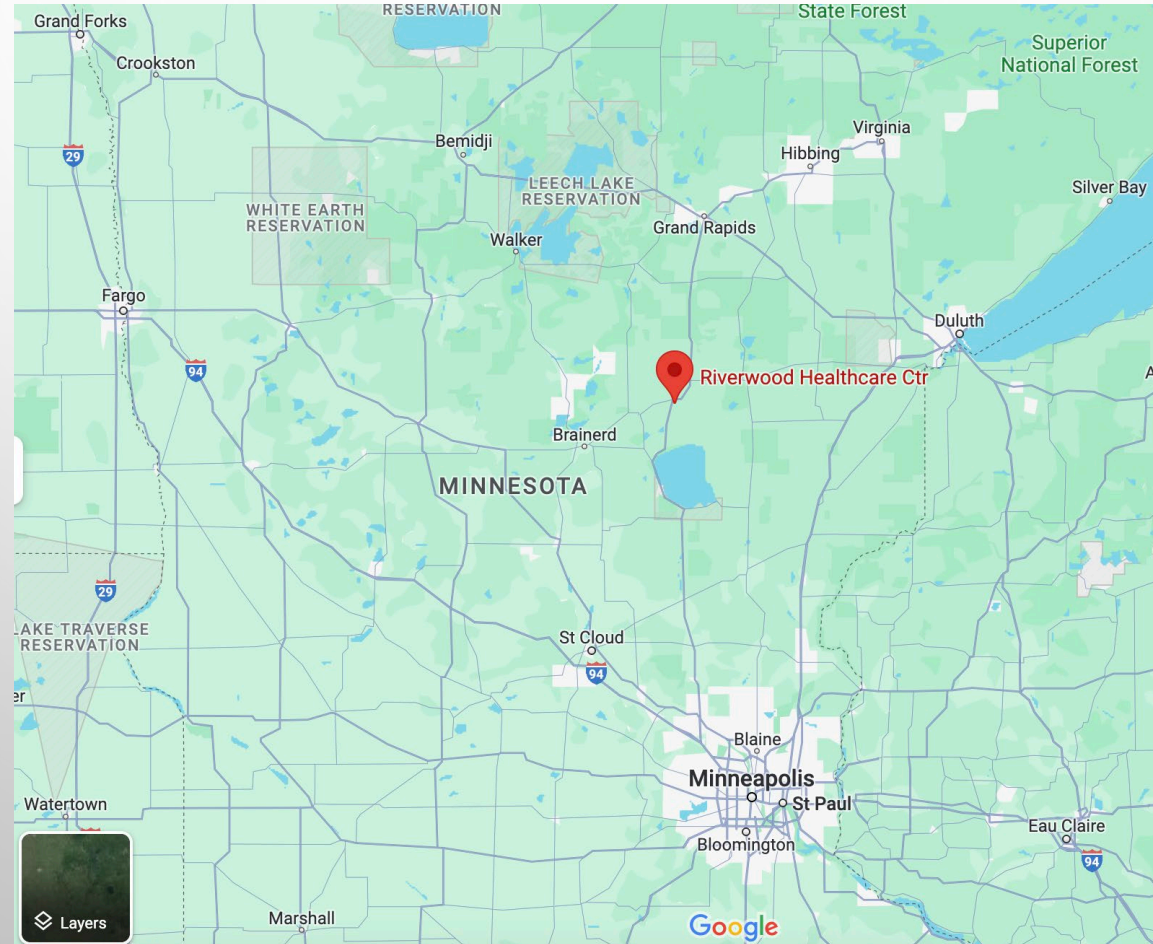 RESERVATION
State Forest
Grand Forks
Superior
National Forest
Crookston
Virginia
Bemidji
Hibbing
29
LEECH LAKE
RESERVATION
Silver Bay
WHITE EARTH
RESERVATION
Grand Rapids
Walker
Fargo
Duluth
94
Riverwood Healthcare Ctr
A
Brainerd
MINNESOTA
29
LAKE TRAVERSE
RESERVATION
St Cloud
94
er
Blaine
Minneapolis
St Paul
Watertown
Eau Claire
Bloomington
94
Layers
Marshall
Google